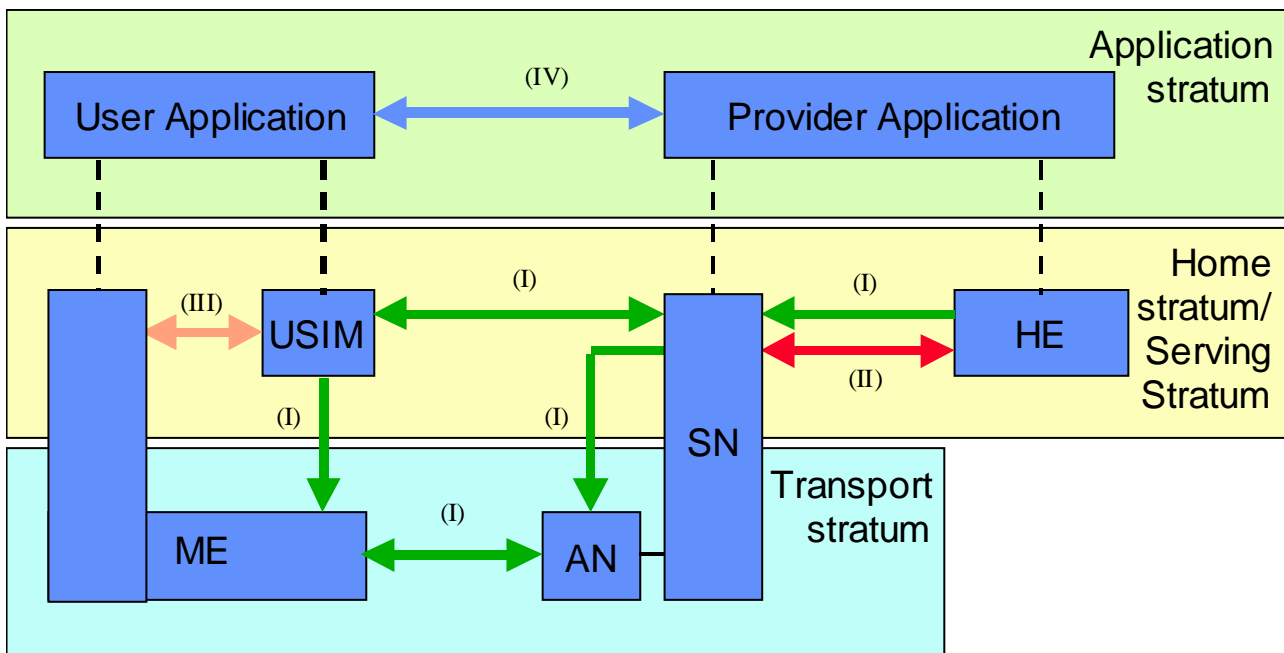 Application
stratum
(IV)
User Application
Provider Application
Home
stratum/
Serving
Stratum
(I)
(I)
(III)
USIM
HE
(II)
(I)
(I)
SN
Transport
stratum
(I)
ME
AN